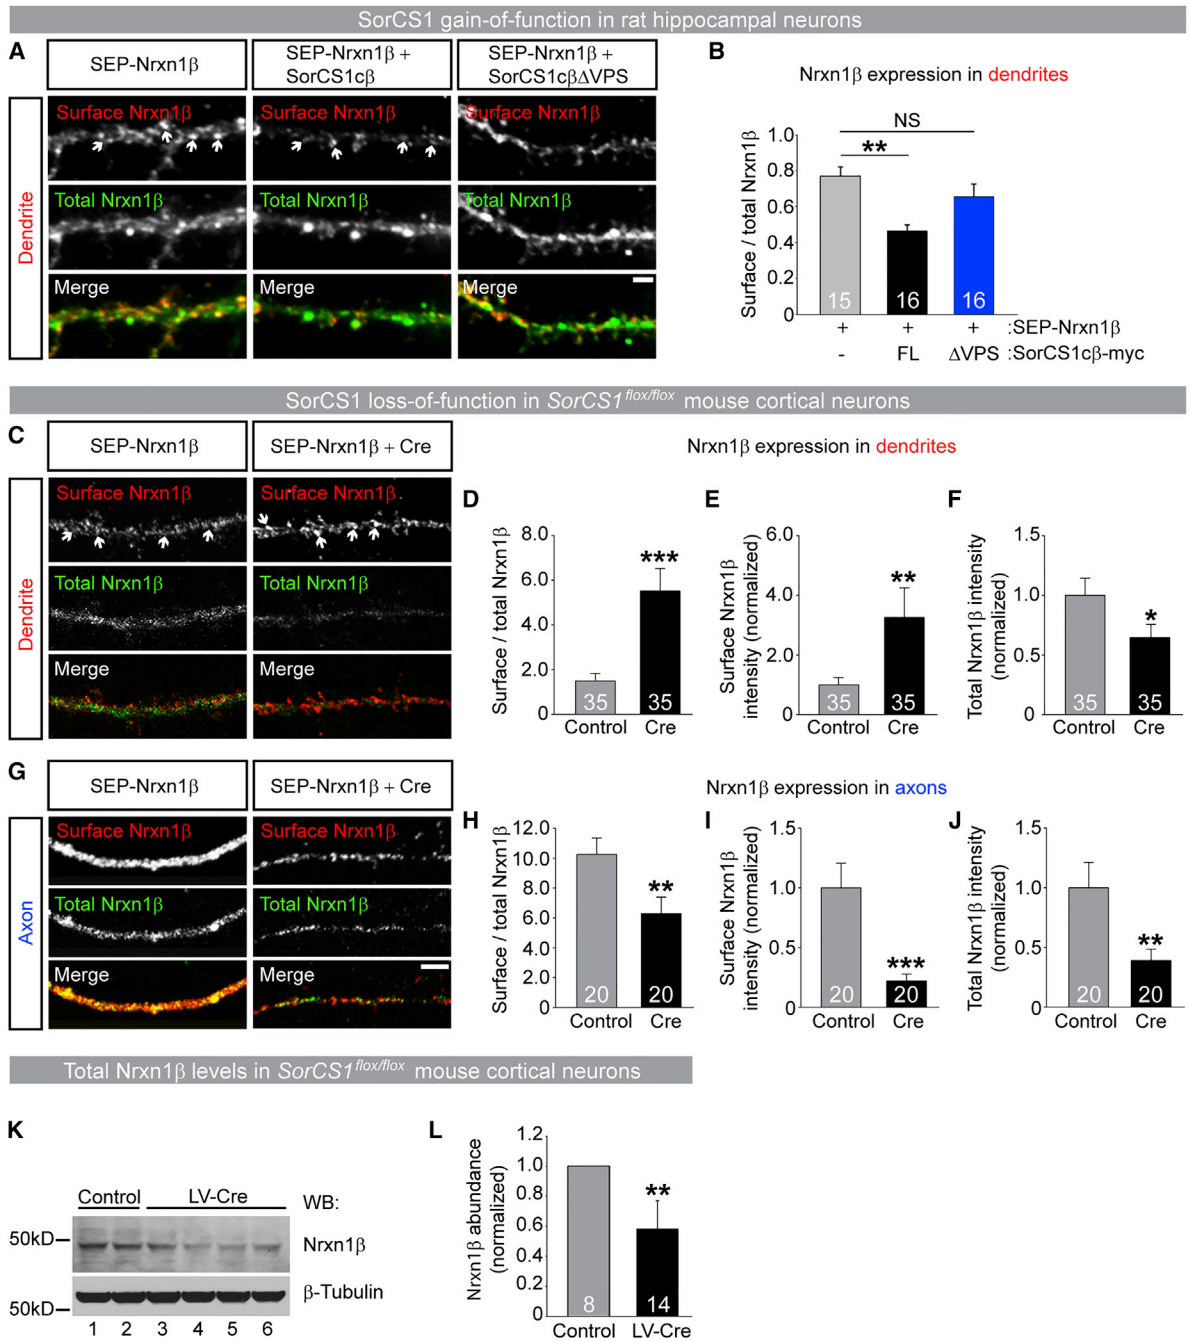 SorCS1 gain-of-function in rat hippocampal neurons
A
SEP-Nrxn1β
SEP-Nrxn1β +
SorCS1cβ
SEP-Nrxn1β +
SorCS1cβΔVPS
Dendrite
Surface Nrxn1β
Surface Nrxn1β
Surface Nrxn1β
Total Nrxn1β
Total Nrxn1β
Total Nrxn1β
Merge
Merge
Merge
B
Nrxn1β expression in dendrites
Surface / total Nrxn1β
1.0
0.8
0.6
0.4
0.2
0
NS
**
15
16
16
+ + + :SEP-Nrxn1β
- FL ΔVPS :SorCS1cβ-myc
SorCS1 loss-of-function in SorCS1flox/flox mouse cortical neurons
C
SEP-Nrxn1β
SEP-Nrxn1β + Cre
Dendrite
Surface Nrxn1β
Surface Nrxn1β
Total Nrxn1β
Total Nrxn1β
Merge
Merge
Nrxn1β expression in dendrites
D
Surface / total Nrxn1β
8.0
6.0
4.0
2.0
0
***
35
35
Control
Cre
E
Surface Nrxn1β
intensity (normalized)
6.0
4.0
2.0
0
**
35
35
Control
Cre
F
Total Nrxn1β intensity
(normalized)
1.5
1.0
0.5
0
*
35
35
Control
Cre
G
SEP-Nrxn1β
SEP-Nrxn1β + Cre
Axon
Surface Nrxn1β
Surface Nrxn1β
Total Nrxn1β
Total Nrxn1β
Merge
Merge
Nrxn1β expression in axons
H
Surface / total Nrxn1β
12.0
10.0
8.0
6.0
4.0
2.0
0
**
20
20
Control
Cre
I
Surface Nrxn1β
intensity (normalized)
1.5
1.0
0.5
0
***
20
20
Control
Cre
J
Total Nrxn1β intensity
(normalized)
1.5
1.0
0.5
0
**
20
20
Control
Cre
Total Nrxn1β levels in SorCS1flox/flox mouse cortical neurons
K
Control
LV-Cre
WB:
50kD
Nrxn1β
β-Tubulin
50kD
1 2 3 4 5 6
L
Nrxn1β abundance
(normalized)
1.2
1.0
0.8
0.6
0.4
0.2
0
**
8
14
Control
LV-Cre